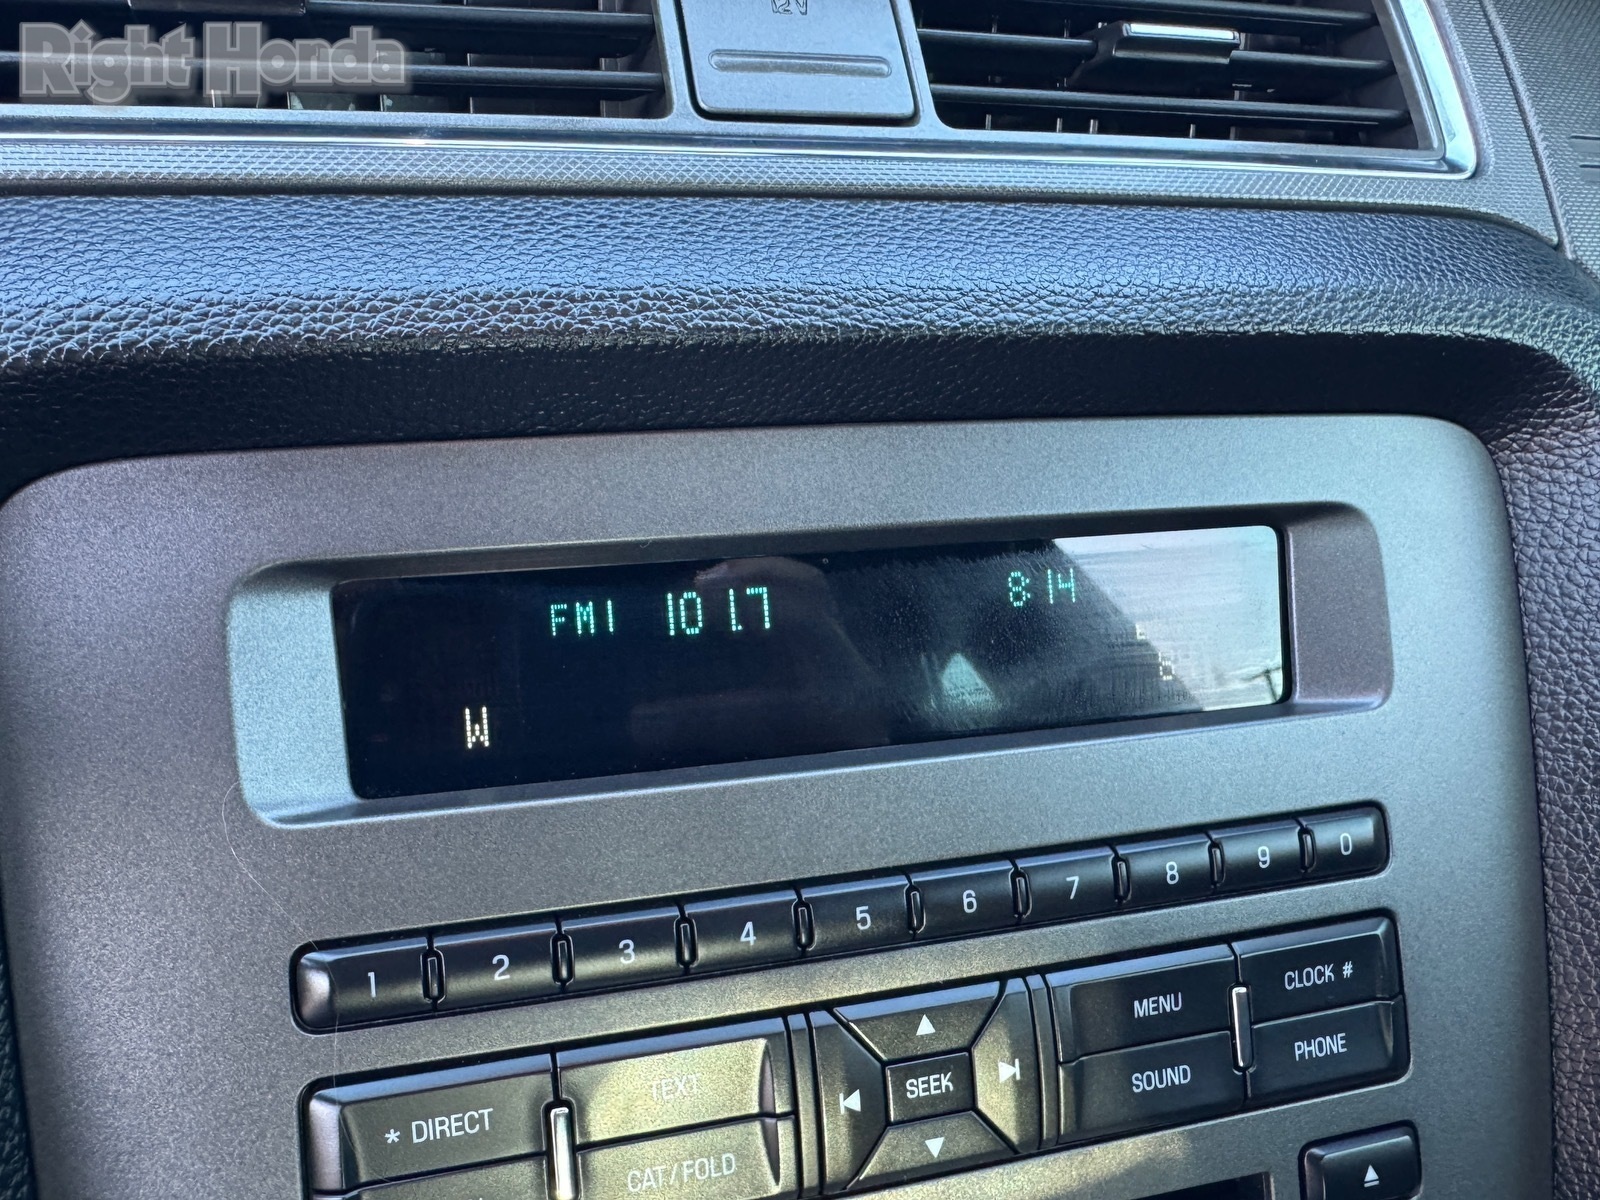 Right Honda
12V
FM1 101.7 8:14
W
1 2 3 4 5 6 7 8 9 0
MENU CLOCK #
SOUND PHONE
SEEK
* DIRECT TEXT
CAT/FOLD